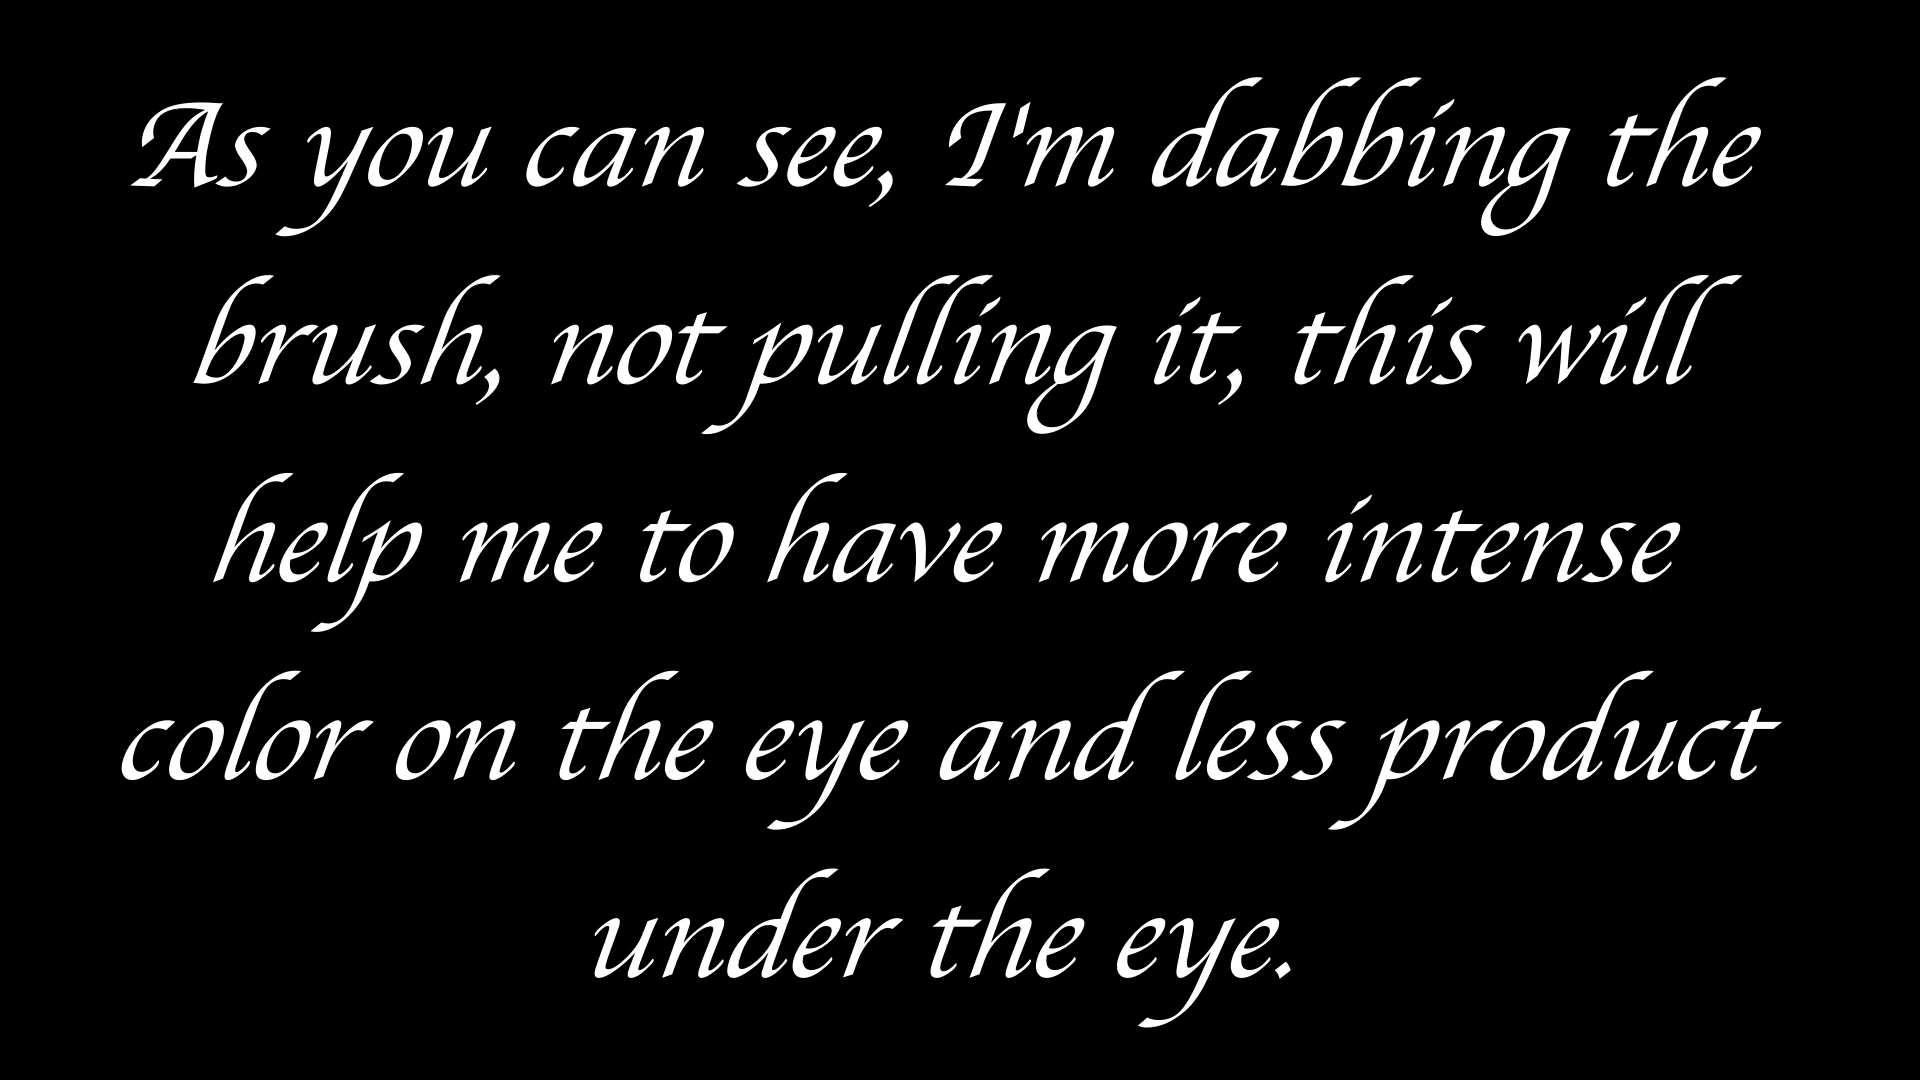 As you can see, I'm dabbing the
brush, not pulling it, this will
help me to have more intense
color on the eye and less product
under the eye.